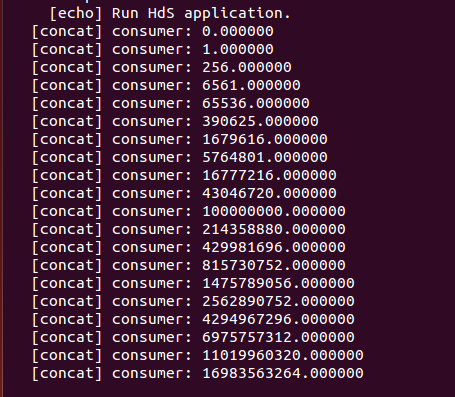 [echo] Run HdS application.
[concat] consumer: 0.000000
[concat] consumer: 1.000000
[concat] consumer: 256.000000
[concat] consumer: 6561.000000
[concat] consumer: 65536.000000
[concat] consumer: 390625.000000
[concat] consumer: 1679616.000000
[concat] consumer: 5764801.000000
[concat] consumer: 16777216.000000
[concat] consumer: 43046720.000000
[concat] consumer: 100000000.000000
[concat] consumer: 214358880.000000
[concat] consumer: 429981696.000000
[concat] consumer: 815730752.000000
[concat] consumer: 1475789056.000000
[concat] consumer: 2562890752.000000
[concat] consumer: 4294967296.000000
[concat] consumer: 6975757312.000000
[concat] consumer: 11019960320.000000
[concat] consumer: 16983563264.000000